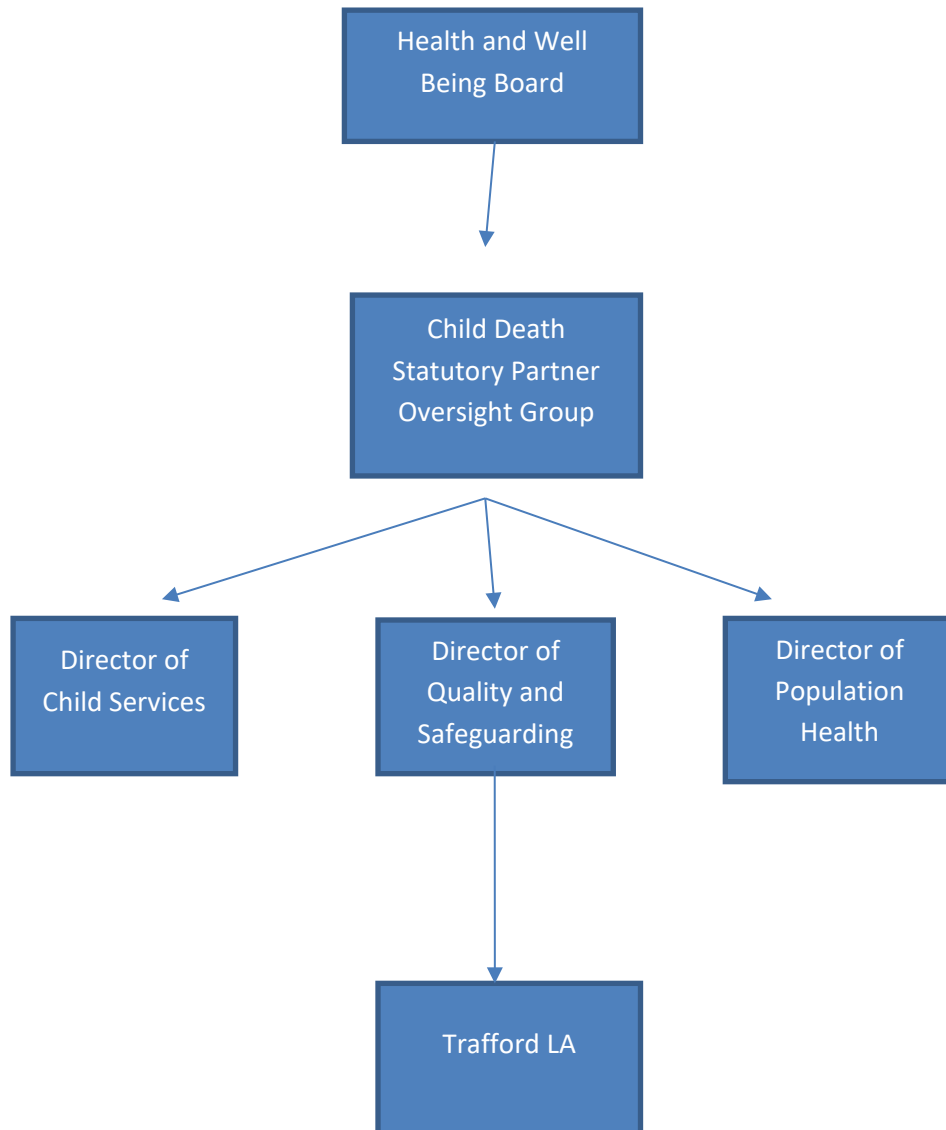 Health and Well
Being Board
Child Death
Statutory Partner
Oversight Group
Director of
Child Services
Director of
Quality and
Safeguarding
Director of
Population
Health
Trafford LA